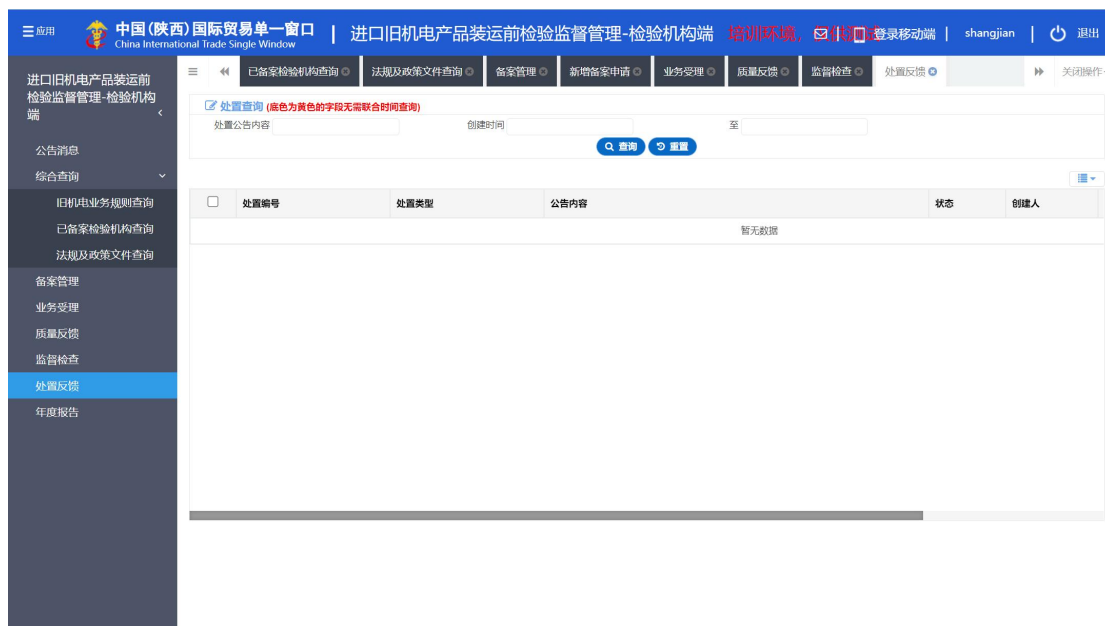 应用
中国(陕西)国际贸易单一窗口
China International Trade Single Window
进口旧机电产品装运前检验监督管理-检验机构端
培训环境，
登录移动端 | shangjian | 退出
进口旧机电产品装运前
检验监督管理-检验机构
端
公告消息
综合查询
旧机电业务规则查询
已备案检验机构查询
法规及政策文件查询
备案管理
业务受理
质量反馈
监督检查
处置反馈
年度报告
已备案检验机构查询 法规及政策文件查询 备案管理 新增备案申请 业务受理 质量反馈 监督检查 处置反馈 关闭操作
处置查询 (底色为黄色的字段无需联合时间查询)
处置公告内容 创建时间 至
查询 重置
处置编号 处置类型 公告内容 状态 创建人
暂无数据